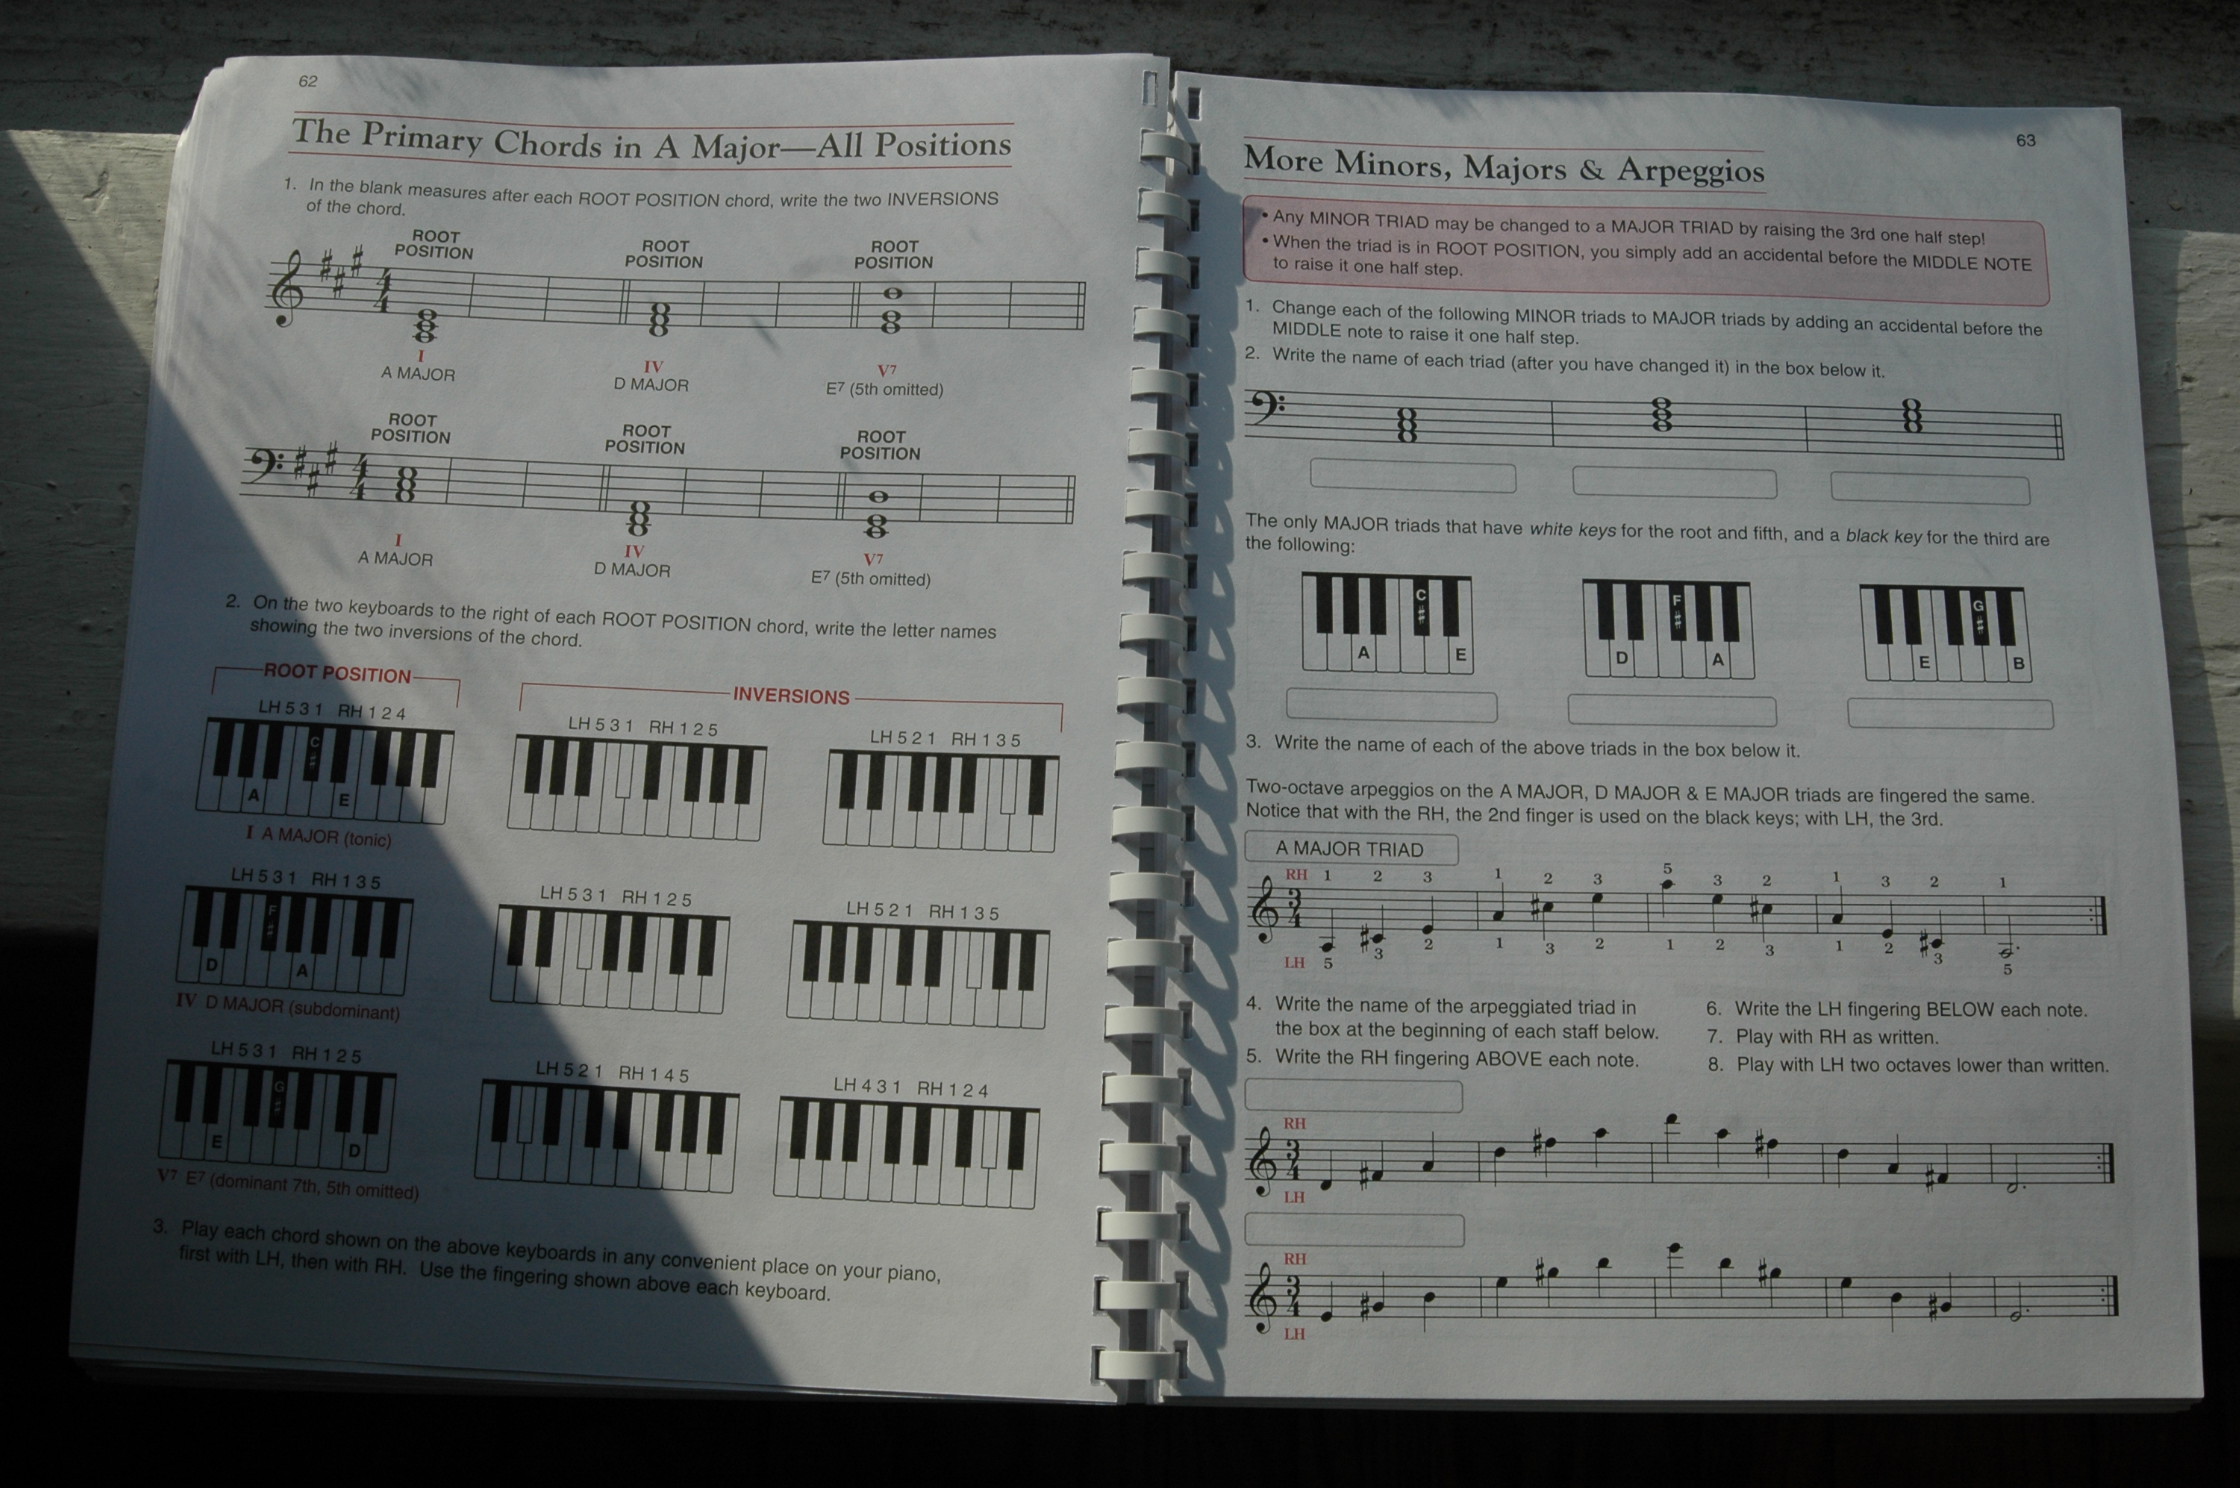 62
The Primary Chords in A Major—All Positions
1. In the blank measures after each ROOT POSITION chord, write the two INVERSIONS
of the chord.
ROOT POSITION
ROOT POSITION
ROOT POSITION
4 4
I
A MAJOR
IV
D MAJOR
V7
E7 (5th omitted)
ROOT POSITION
ROOT POSITION
ROOT POSITION
4 4
I
A MAJOR
IV
D MAJOR
V7
E7 (5th omitted)
2. On the two keyboards to the right of each ROOT POSITION chord, write the letter names
showing the two inversions of the chord.
ROOT POSITION
INVERSIONS
LH 5 3 1 RH 1 2 4
LH 5 3 1 RH 1 2 5
LH 5 2 1 RH 1 3 5
C♯
A E
I A MAJOR (tonic)
LH 5 3 1 RH 1 3 5
LH 5 3 1 RH 1 2 5
LH 5 2 1 RH 1 3 5
F♯
D A
IV D MAJOR (subdominant)
LH 5 3 1 RH 1 2 5
LH 5 2 1 RH 1 4 5
LH 4 3 1 RH 1 2 4
G♯
E D
V7 E7 (dominant 7th, 5th omitted)
3. Play each chord shown on the above keyboards in any convenient place on your piano,
first with LH, then with RH. Use the fingering shown above each keyboard.
63
More Minors, Majors & Arpeggios
• Any MINOR TRIAD may be changed to a MAJOR TRIAD by raising the 3rd one half step!
• When the triad is in ROOT POSITION, you simply add an accidental before the MIDDLE NOTE
to raise it one half step.
1. Change each of the following MINOR triads to MAJOR triads by adding an accidental before the
MIDDLE note to raise it one half step.
2. Write the name of each triad (after you have changed it) in the box below it.
The only MAJOR triads that have white keys for the root and fifth, and a black key for the third are
the following:
C♯ F♯ G♯
A E D A E B
3. Write the name of each of the above triads in the box below it.
Two-octave arpeggios on the A MAJOR, D MAJOR & E MAJOR triads are fingered the same.
Notice that with the RH, the 2nd finger is used on the black keys; with LH, the 3rd.
A MAJOR TRIAD
RH 1 2 3 1 2 3 5 3 2 1 3 2 1
3 4
LH 5 3 2 1 3 2 1 2 3 1 2 3 5
4. Write the name of the arpeggiated triad in
the box at the beginning of each staff below.
5. Write the RH fingering ABOVE each note.
6. Write the LH fingering BELOW each note.
7. Play with RH as written.
8. Play with LH two octaves lower than written.
RH
3 4
LH
RH
3 4
LH